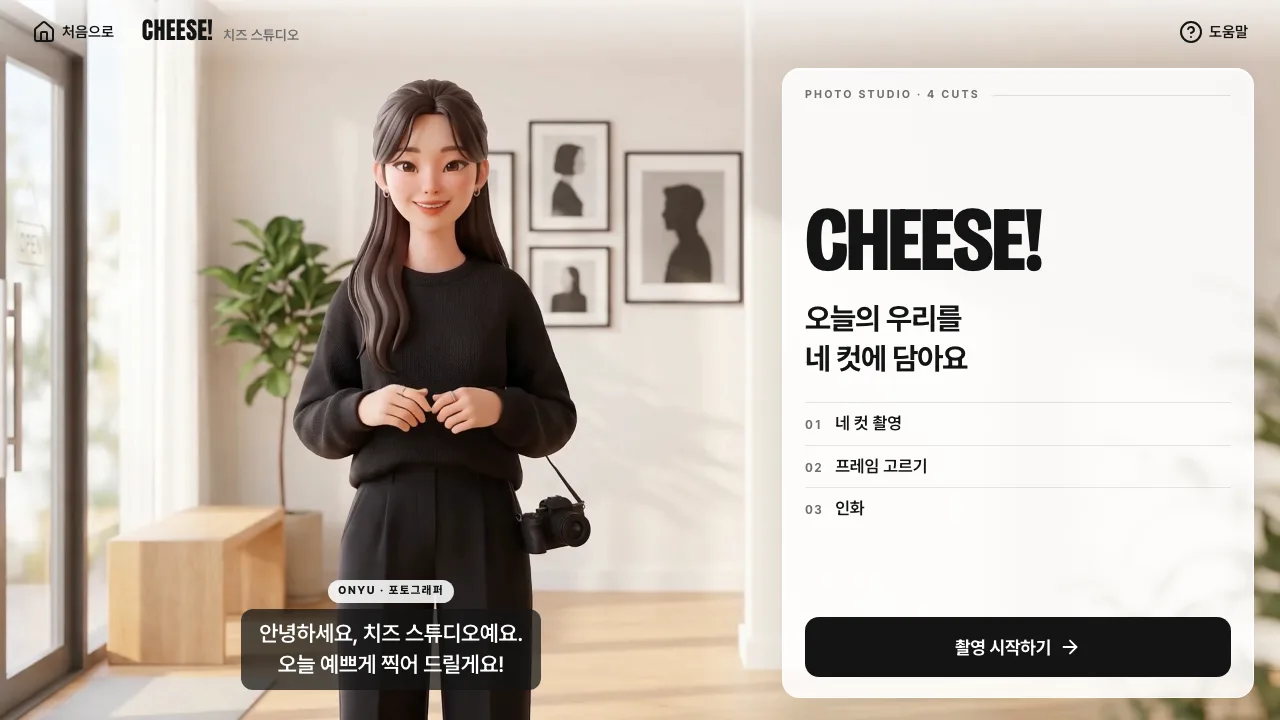 처음으로
CHEESE!
치즈 스튜디오
도움말
OPEN
ONYU · 포토그래퍼
안녕하세요, 치즈 스튜디오예요.
오늘 예쁘게 찍어 드릴게요!
PHOTO STUDIO · 4 CUTS
CHEESE!
오늘의 우리를
네 컷에 담아요
01 네 컷 촬영
02 프레임 고르기
03 인화
촬영 시작하기 →